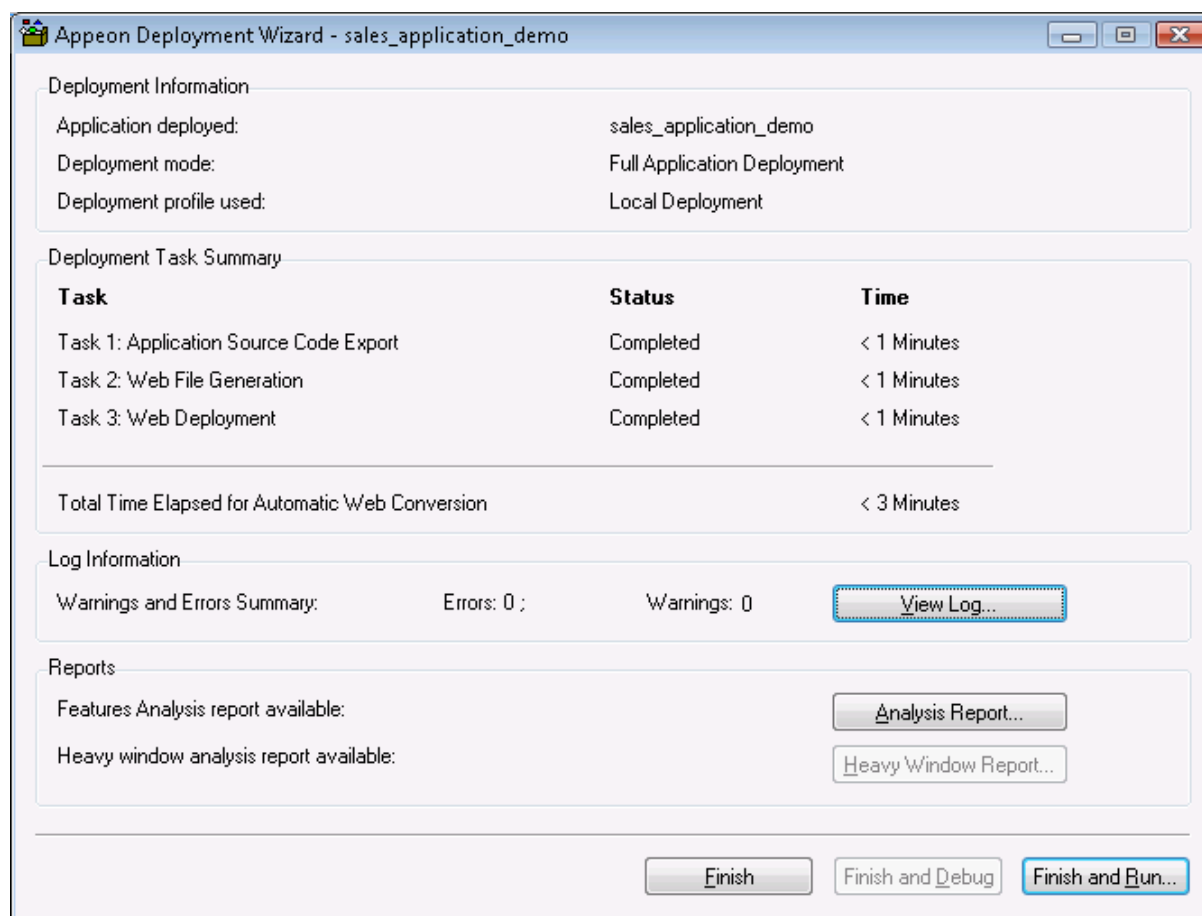 Appeon Deployment Wizard - sales_application_demo
Deployment Information
Application deployed: sales_application_demo
Deployment mode: Full Application Deployment
Deployment profile used: Local Deployment
Deployment Task Summary
Task Status Time
Task 1: Application Source Code Export Completed < 1 Minutes
Task 2: Web File Generation Completed < 1 Minutes
Task 3: Web Deployment Completed < 1 Minutes
Total Time Elapsed for Automatic Web Conversion < 3 Minutes
Log Information
Warnings and Errors Summary: Errors: 0 ; Warnings: 0 View Log...
Reports
Features Analysis report available: Analysis Report...
Heavy window analysis report available: Heavy Window Report...
Finish Finish and Debug Finish and Run...